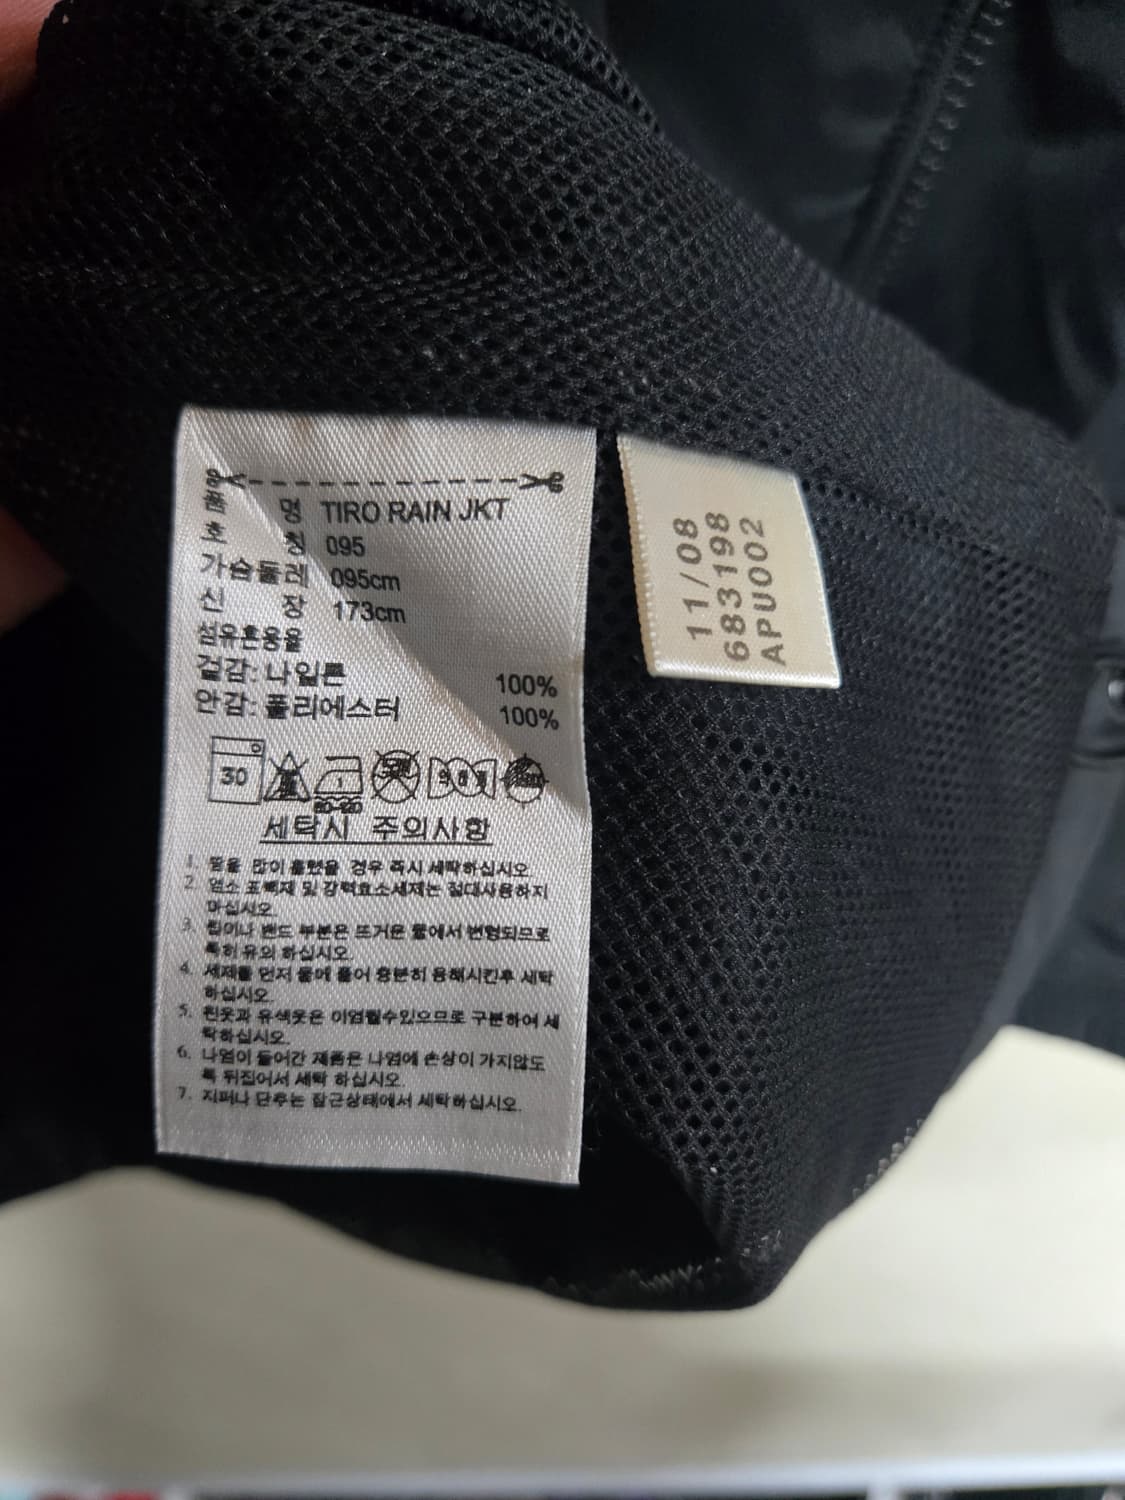 품 명 TIRO RAIN JKT
호 칭 095
가슴둘레 095cm
신 장 173cm
섬유혼용율
겉감: 나일론 100%
안감: 폴리에스터 100%
30
세탁시 주의사항
1. 땀을 많이 흘렸을 경우 즉시 세탁하십시오.
2. 염소 표백제 및 강력효소세제는 절대사용하지
마십시오.
3. 립이나 밴드 부분은 뜨거운 물에서 변형되므로
특히 유의 하십시오.
4. 세제를 먼저 물에 풀어 충분히 용해시킨후 세탁
하십시오.
5. 흰옷과 유색옷은 이염될수있으므로 구분하여 세
탁하십시오.
6. 나염이 들어간 제품은 나염에 손상이 가지않도
록 뒤집어서 세탁 하십시오.
7. 지퍼나 단추는 잠근상태에서 세탁하십시오.
11/08
683198
APU002